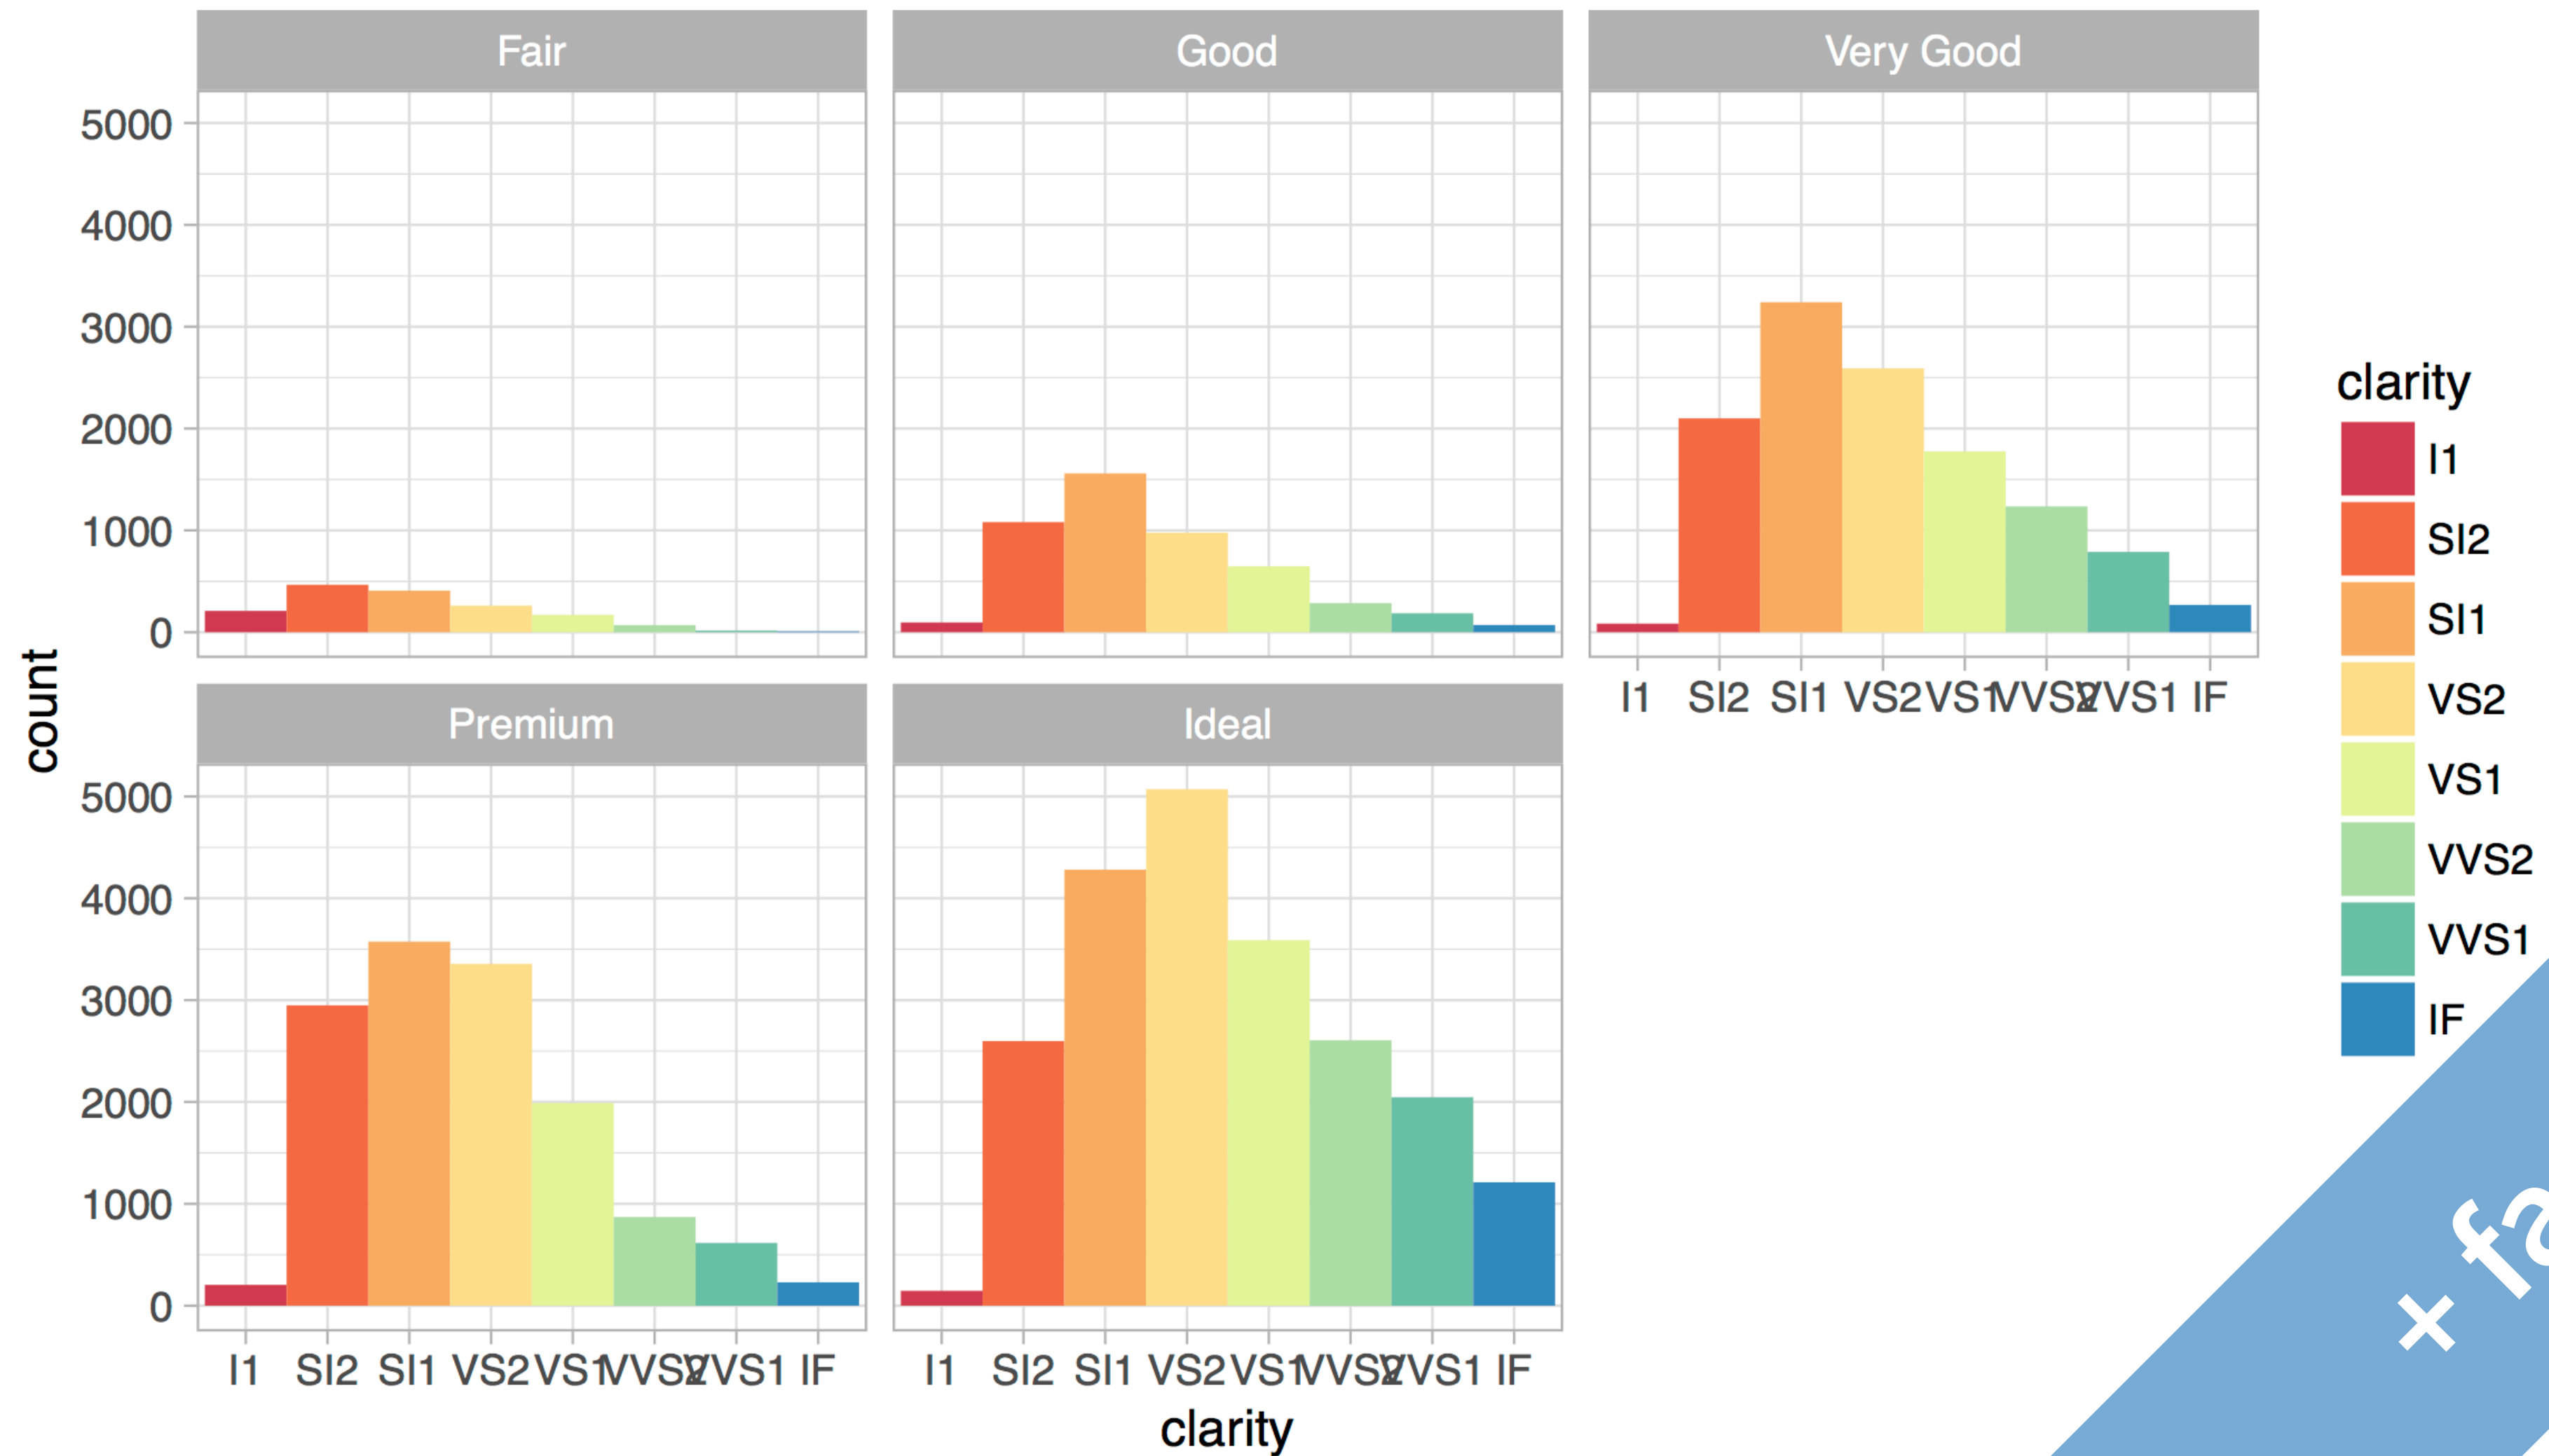 Fair
Good
Very Good
5000
4000
3000
2000
1000
0
I1 SI2 SI1 VS2 VS1 VVS2 VVS1 IF
count
Premium
Ideal
5000
4000
3000
2000
1000
0
I1 SI2 SI1 VS2 VS1 VVS2 VVS1 IF
I1 SI2 SI1 VS2 VS1 VVS2 VVS1 IF
clarity
clarity
I1
SI2
SI1
VS2
VS1
VVS2
VVS1
IF
+ fa